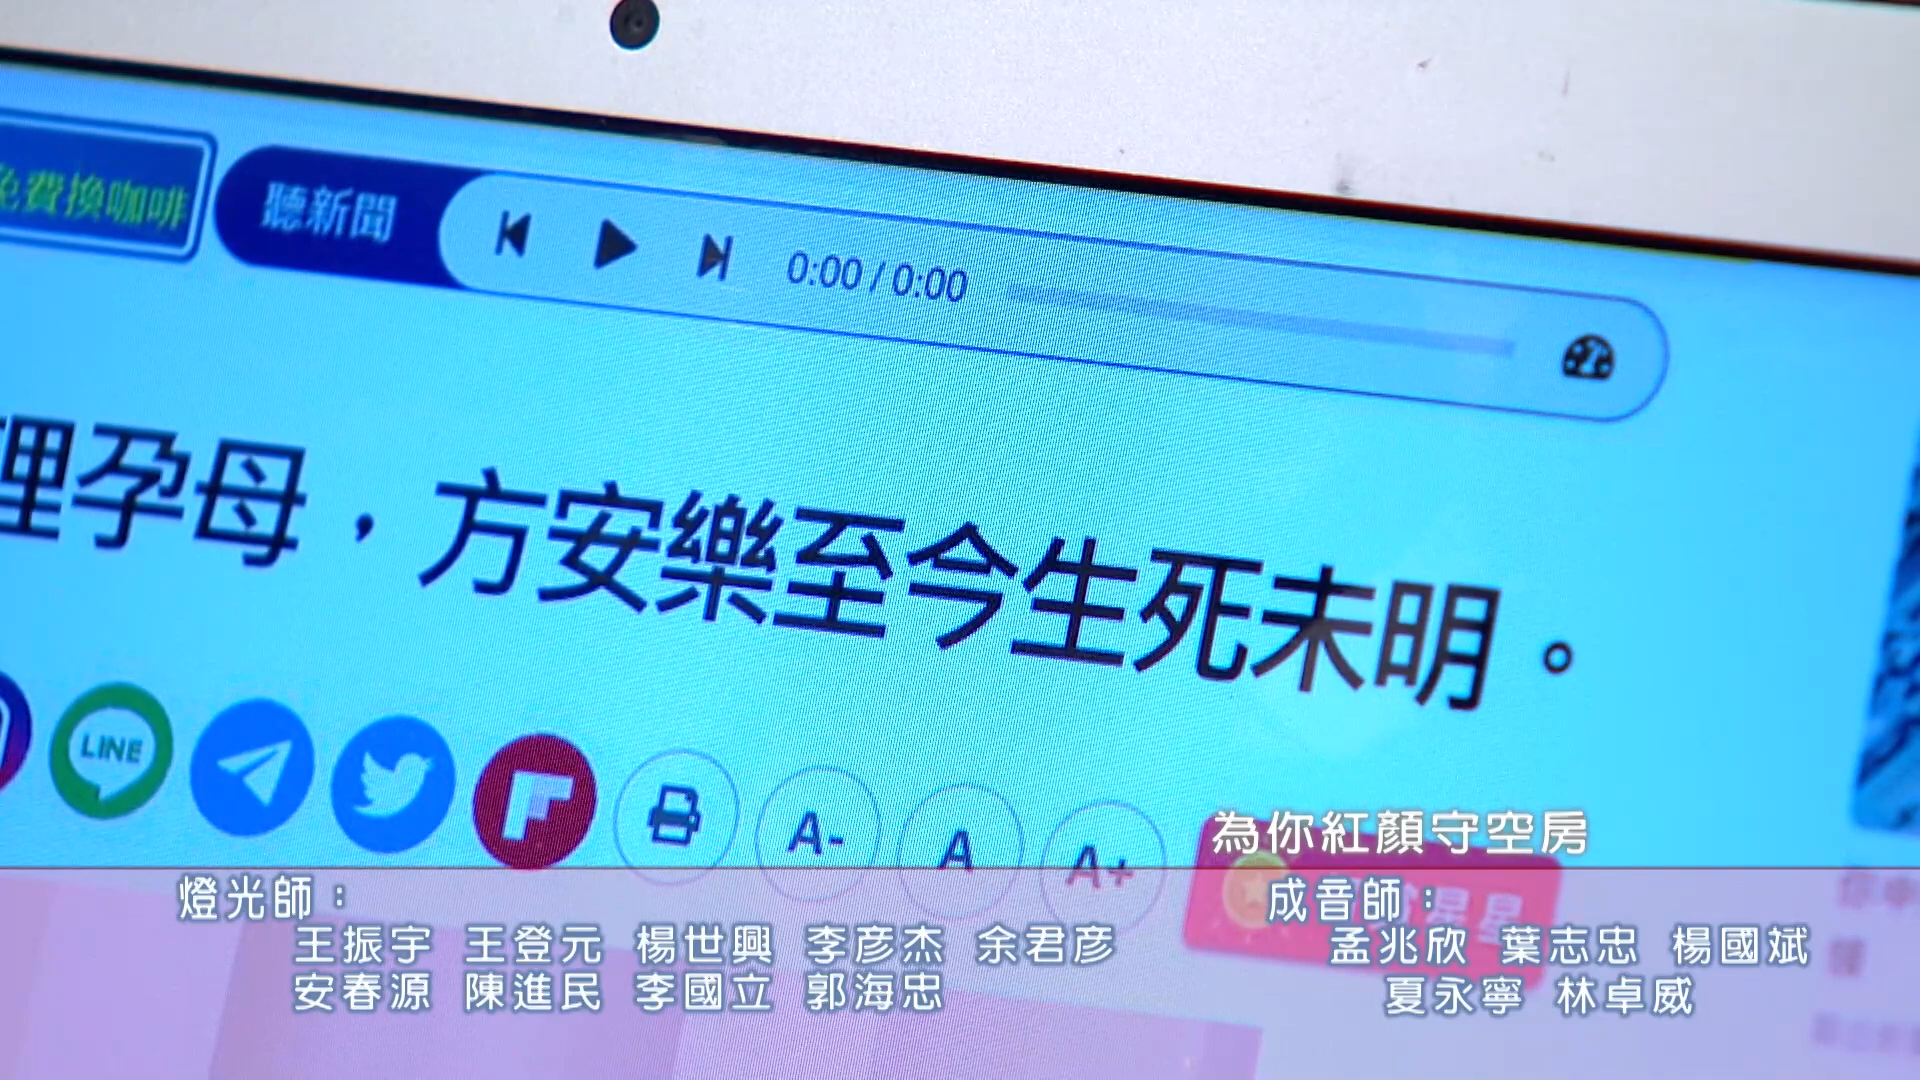 免費換咖啡
聽新聞
0:00 / 0:00
理孕母，方安樂至今生死未明。
LINE
A-
A
A+
為你紅顏守空房
燈光師：
王振宇 王登元 楊世興 李彥杰 余君彥
安春源 陳進民 李國立 郭海忠
成音師：
孟兆欣 葉志忠 楊國斌
夏永寧 林卓威